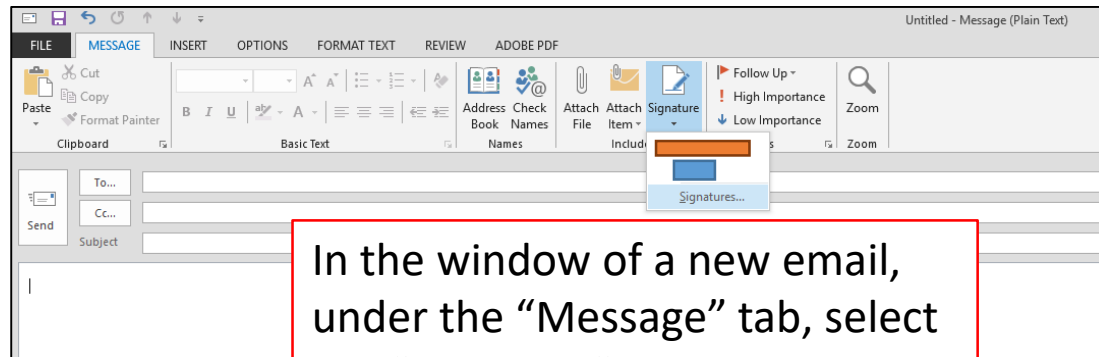 Untitled - Message (Plain Text)
FILE MESSAGE INSERT OPTIONS FORMAT TEXT REVIEW ADOBE PDF
Paste
Cut
Copy
Format Painter
Clipboard
B I U A
Basic Text
Address Book
Check Names
Names
Attach File
Attach Item
Signature
Includ
Follow Up
High Importance
Low Importance
s
Zoom
Zoom
Signatures...
Send
To...
Cc...
Subject
In the window of a new email,
under the “Message” tab, select